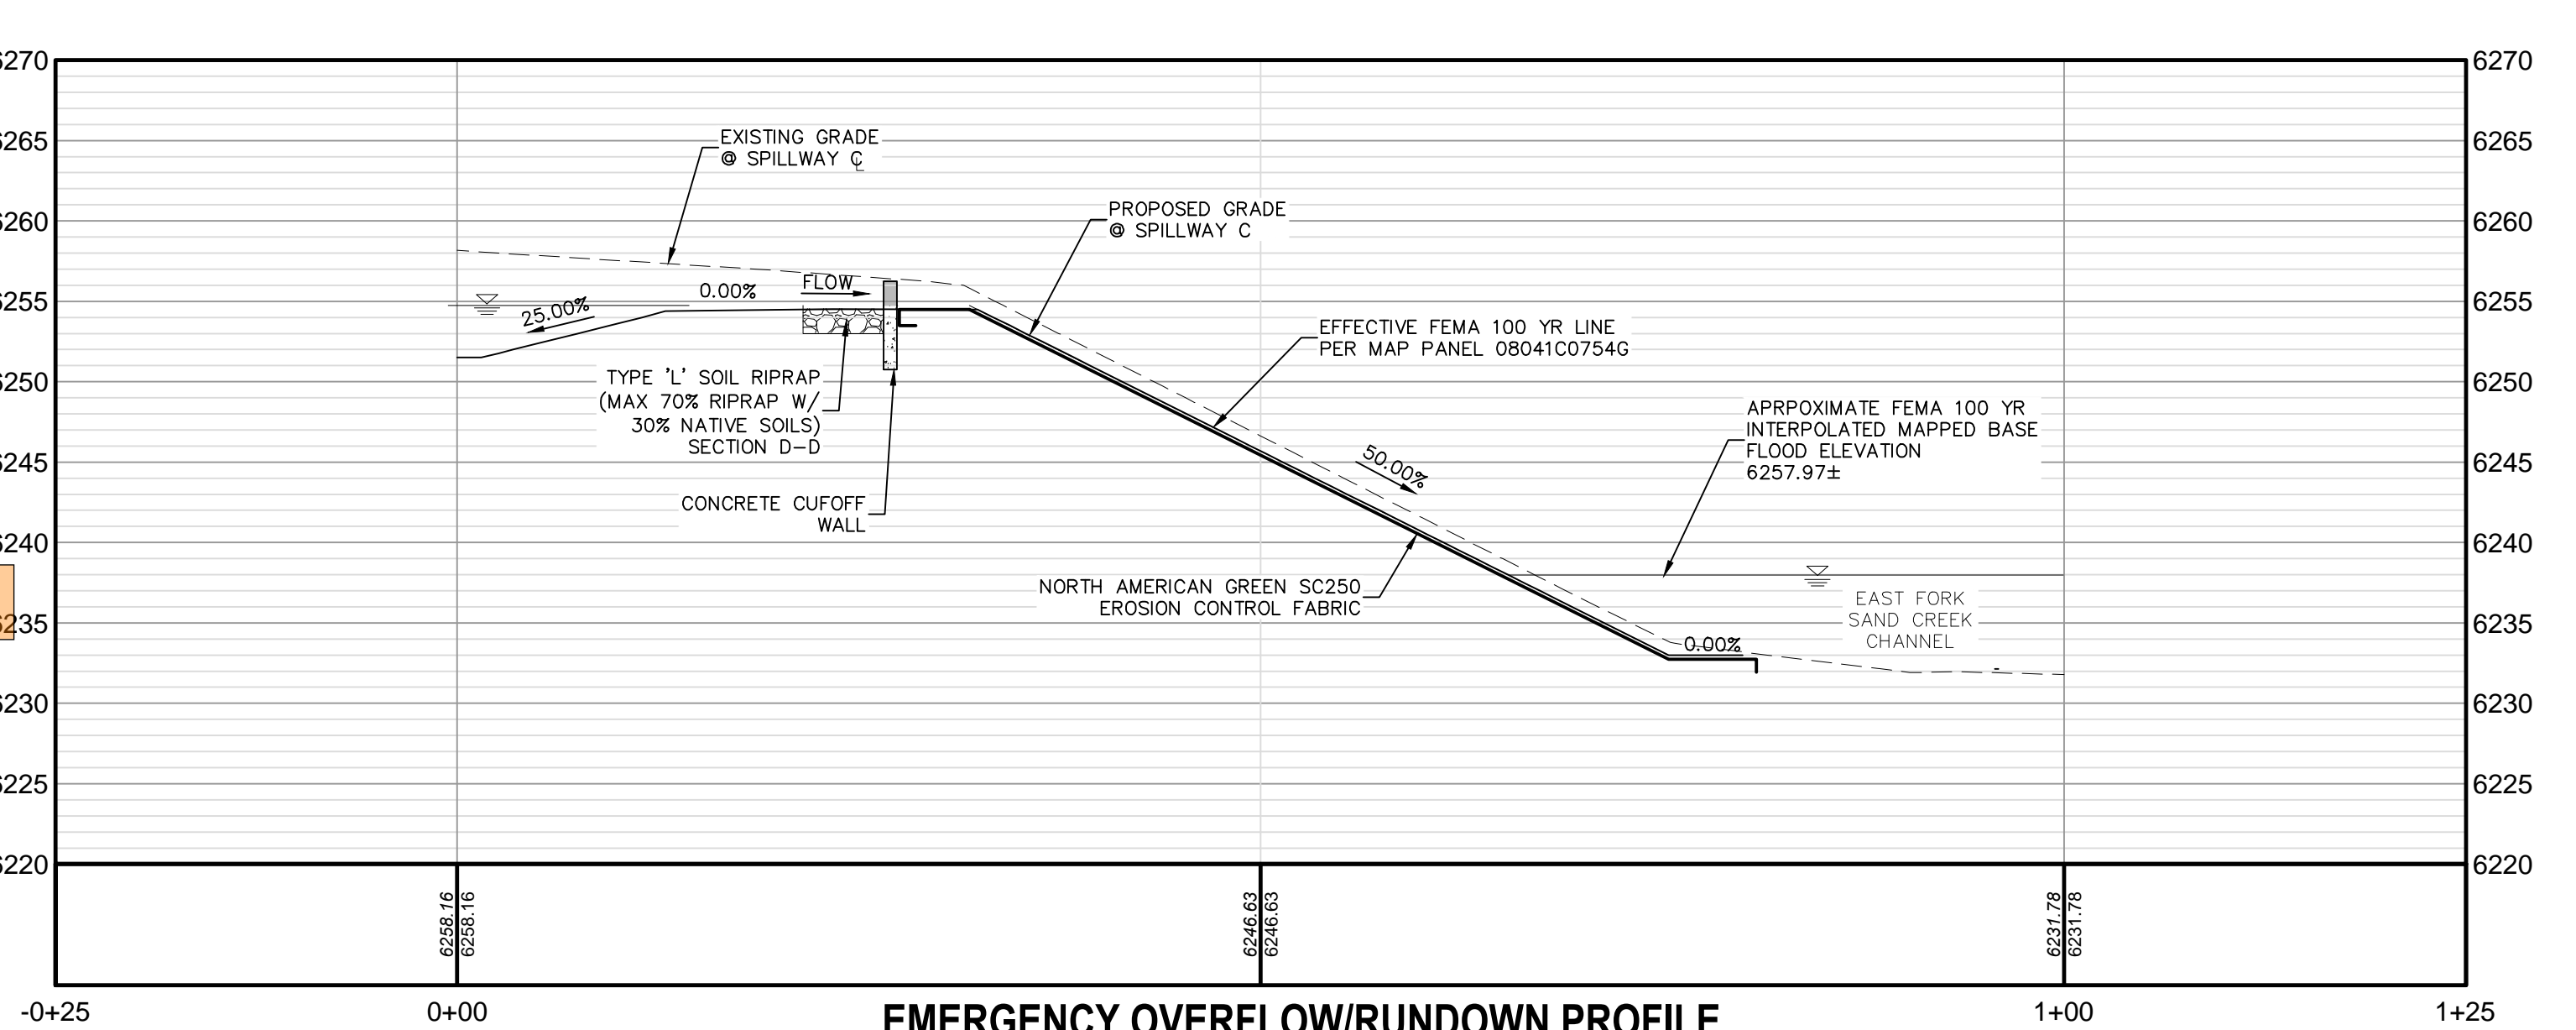 6270
6270
6265
6265
EXISTING GRADE
@ SPILLWAY ℄
PROPOSED GRADE
@ SPILLWAY C
6260
6260
FLOW
0.00%
25.00%
6255
6255
EFFECTIVE FEMA 100 YR LINE
PER MAP PANEL 08041C0754G
TYPE 'L' SOIL RIPRAP
(MAX 70% RIPRAP W/
30% NATIVE SOILS)
SECTION D-D
6250
6250
APRPOXIMATE FEMA 100 YR
INTERPOLATED MAPPED BASE
FLOOD ELEVATION
6257.97±
50.00%
6245
6245
CONCRETE CUFOFF
WALL
6240
6240
NORTH AMERICAN GREEN SC250
EROSION CONTROL FABRIC
EAST FORK
SAND CREEK
CHANNEL
0.00%
6235
6235
6230
6230
6225
6225
6220
6220
6258.16
6258.16
6246.63
6246.63
6231.78
6231.78
-0+25
0+00
EMERGENCY OVERFLOW/RUNDOWN PROFILE
1+00
1+25